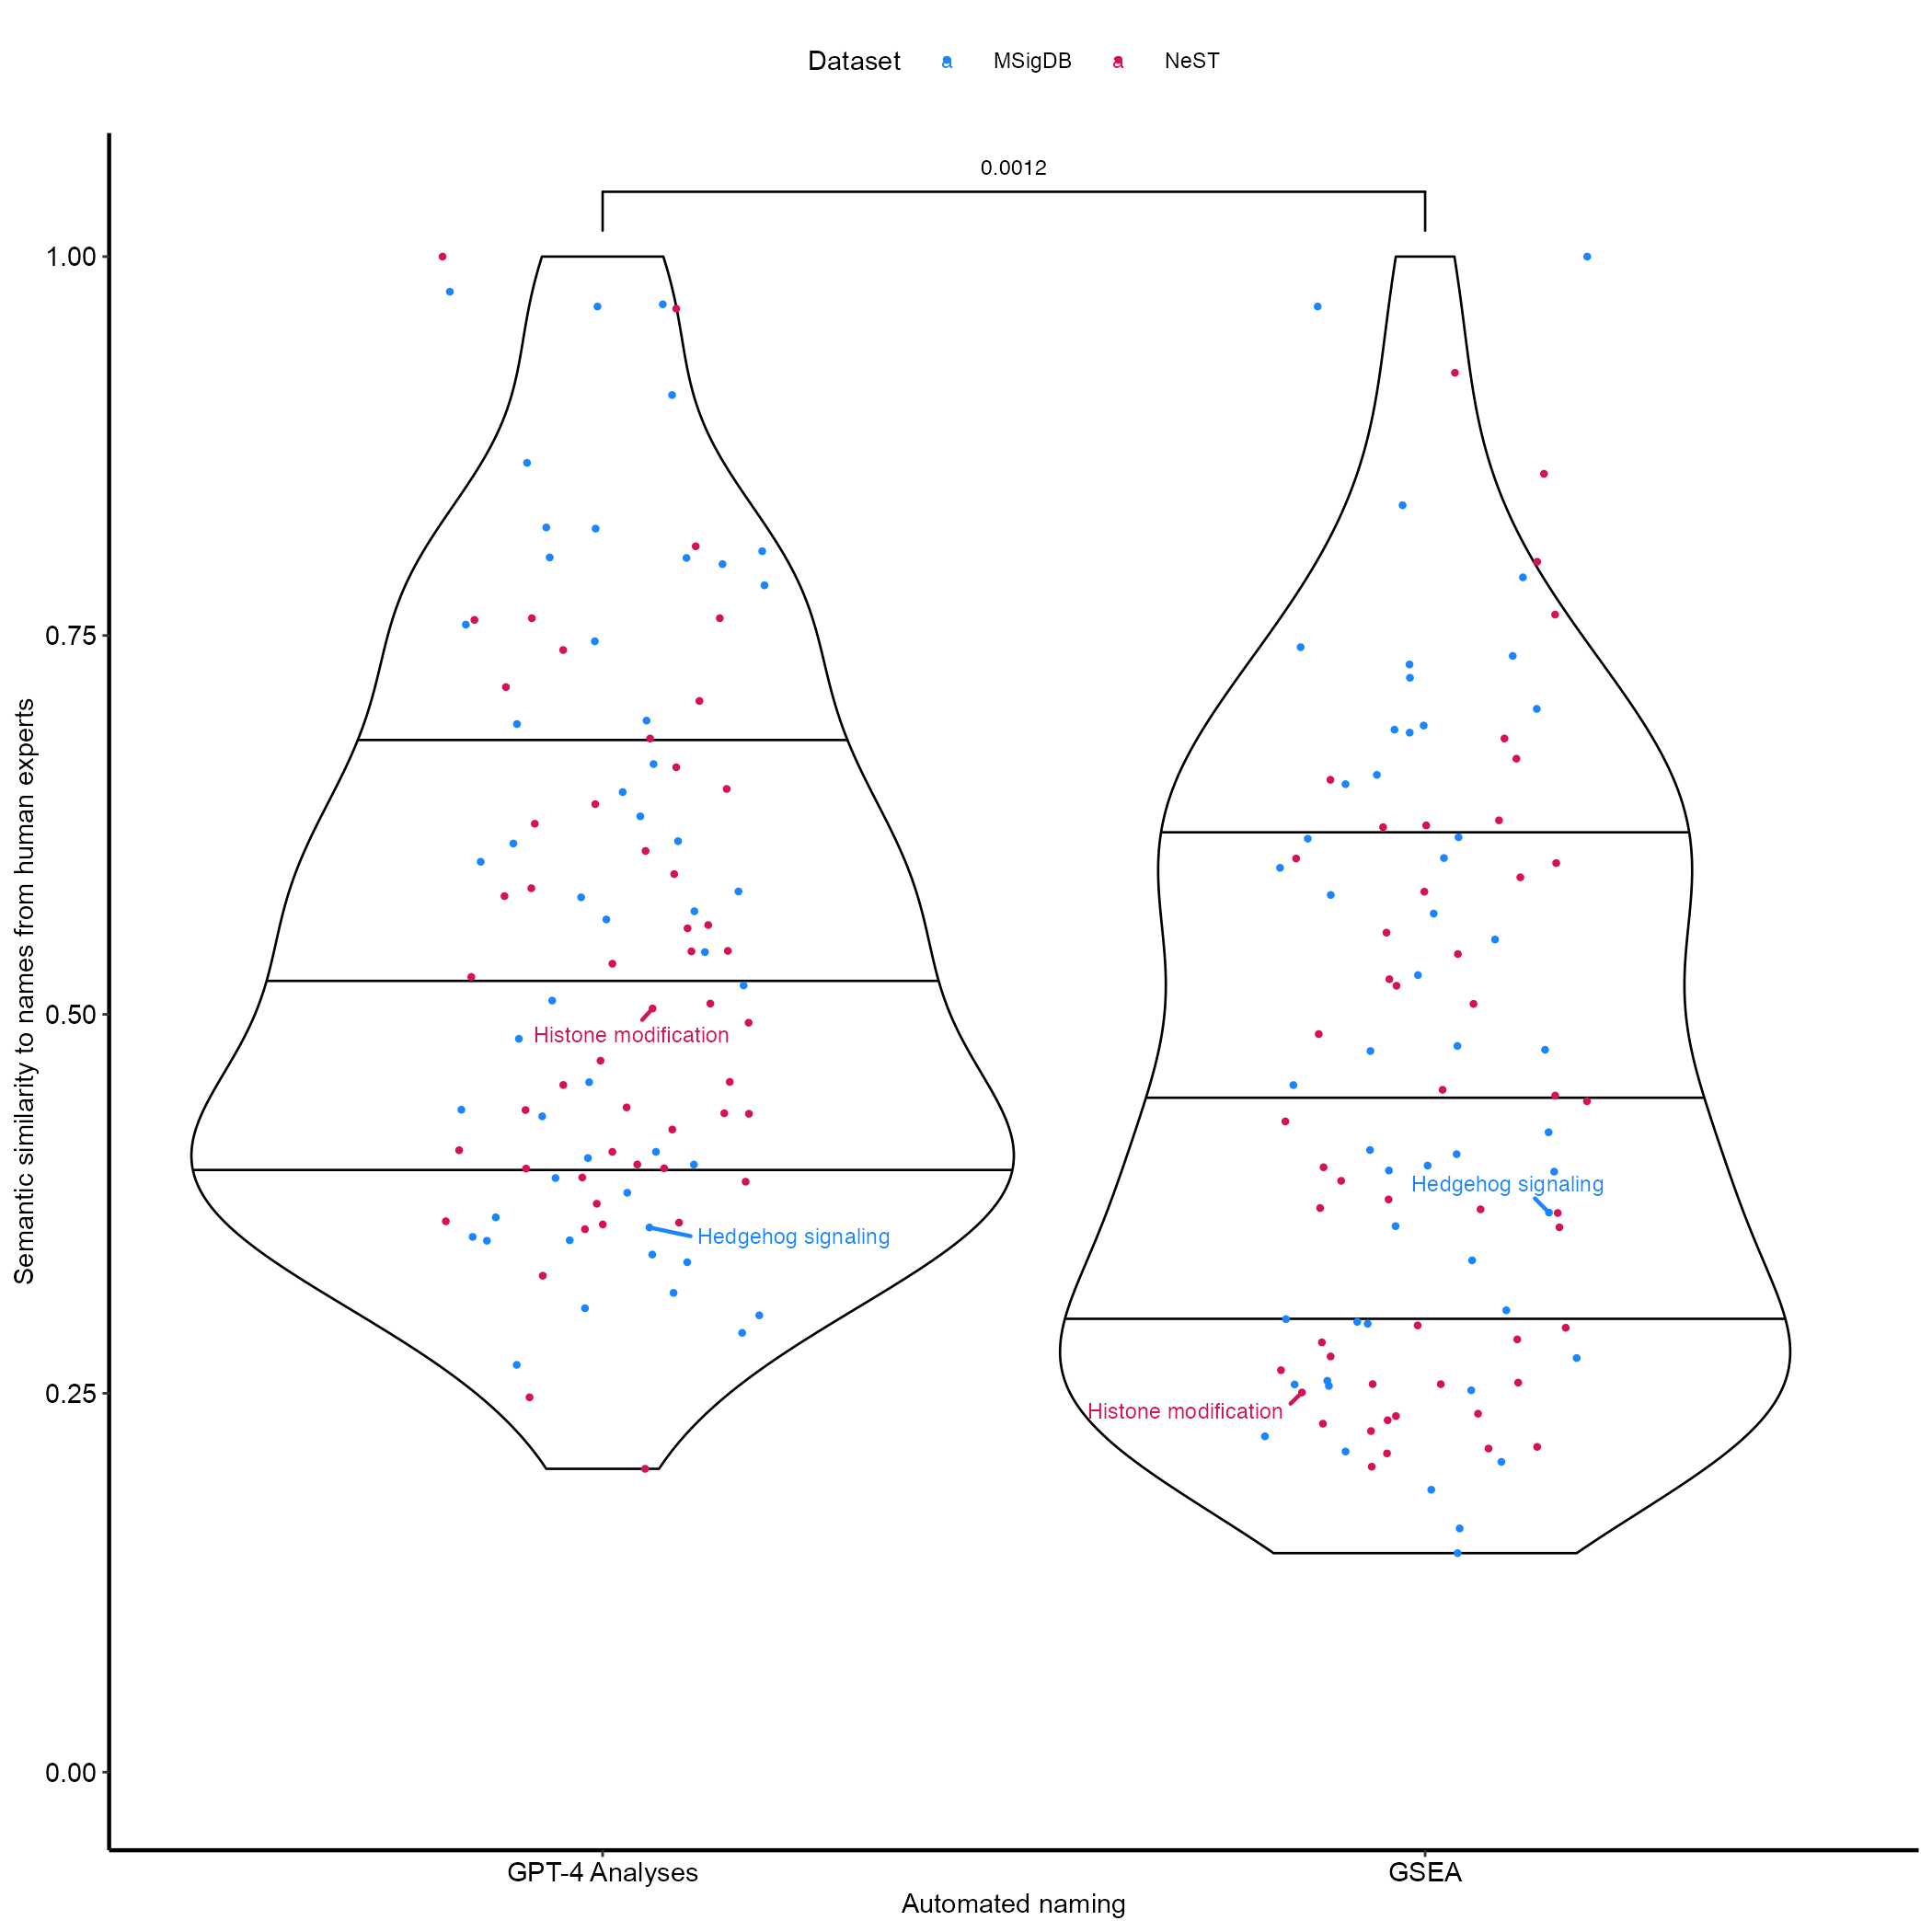 Dataset a MSigDB a NeST
0.0012
1.00
0.75
0.50
0.25
0.00
Semantic similarity to names from human experts
Histone modification
Hedgehog signaling
Hedgehog signaling
Histone modification
GPT-4 Analyses
GSEA
Automated naming